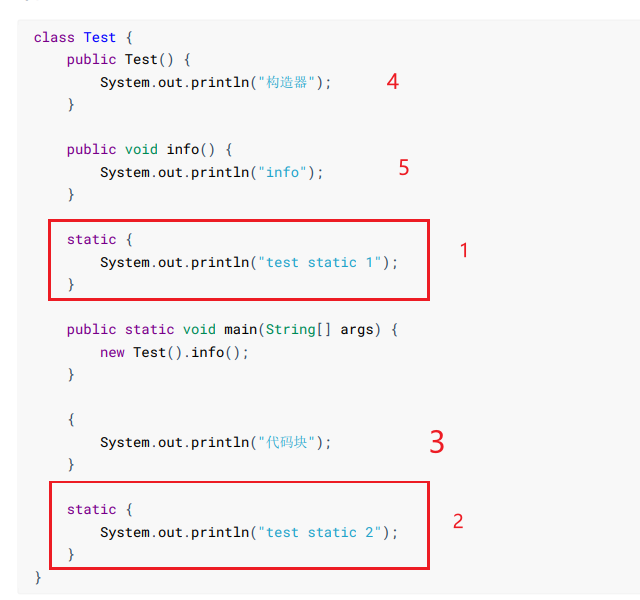 class Test {
public Test() {
System.out.println("构造器"); 4
}
public void info() {
System.out.println("info"); 5
}
static { 1
System.out.println("test static 1");
}
public static void main(String[] args) {
new Test().info();
}
{
System.out.println("代码块"); 3
}
static { 2
System.out.println("test static 2");
}
}